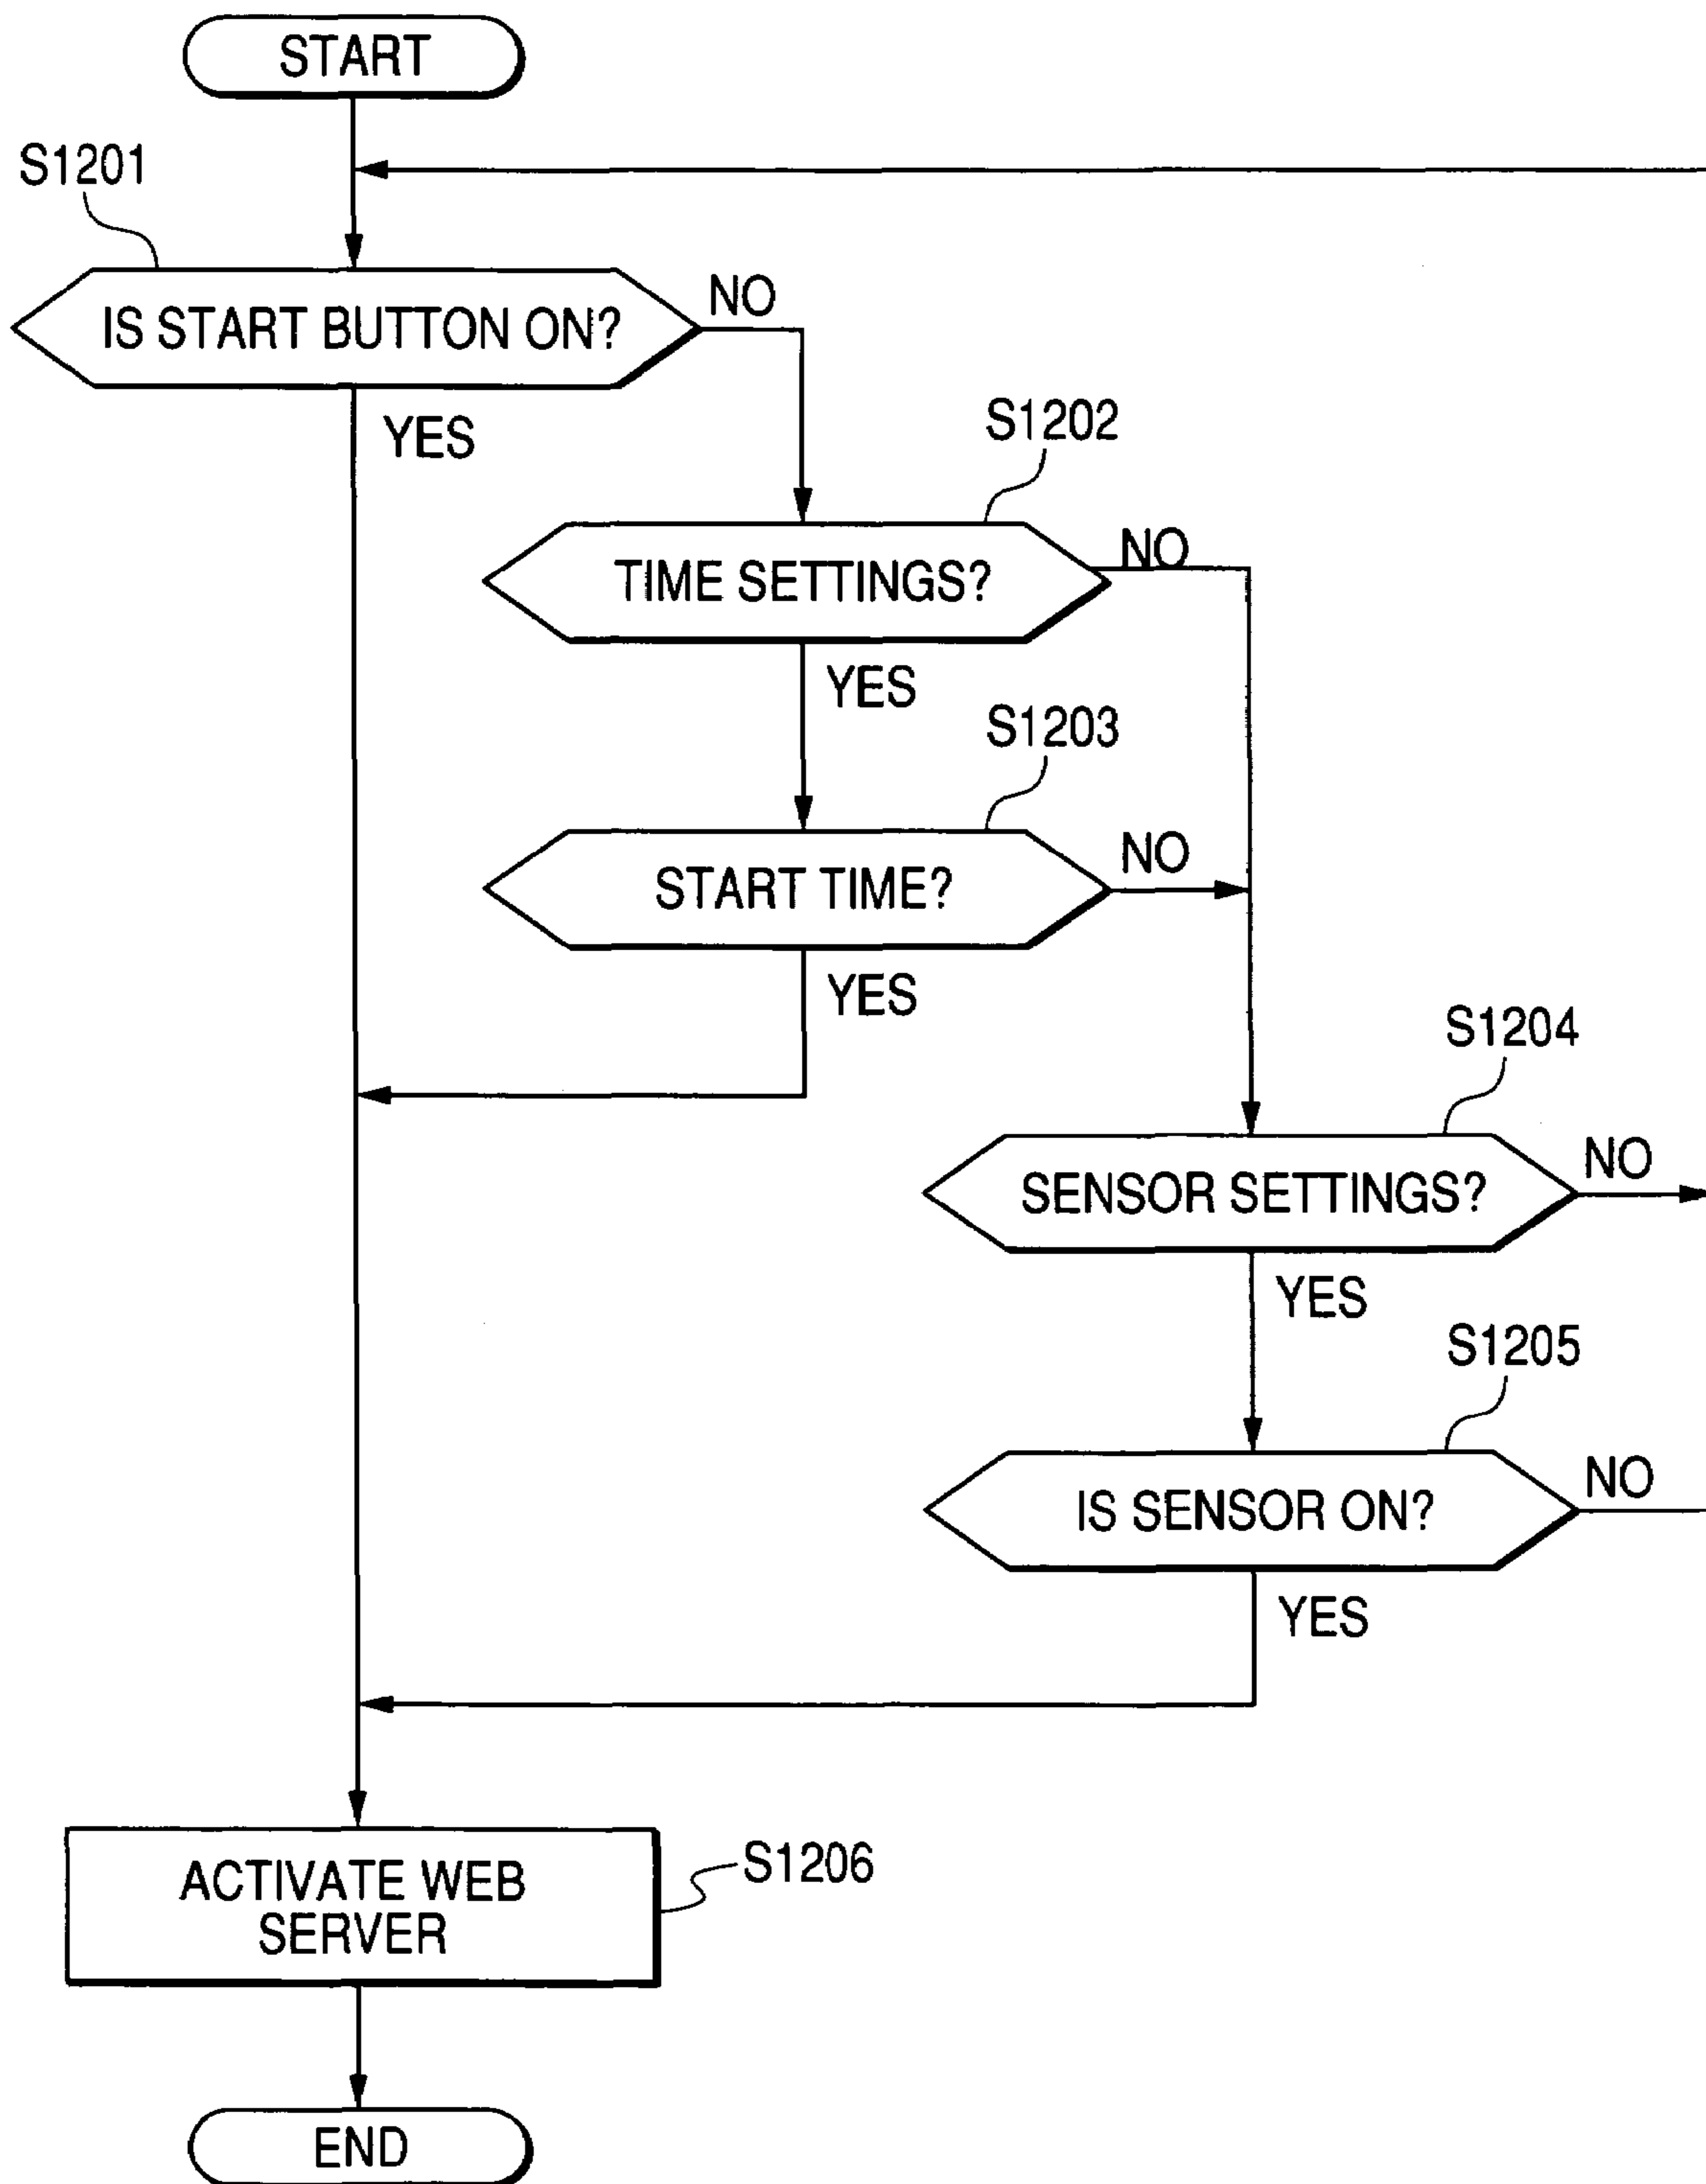 START
S1201
IS START BUTTON ON?
NO
YES
S1202
TIME SETTINGS?
NO
YES
S1203
START TIME?
NO
YES
S1204
SENSOR SETTINGS?
NO
YES
S1205
IS SENSOR ON?
NO
YES
ACTIVATE WEB
SERVER
S1206
END